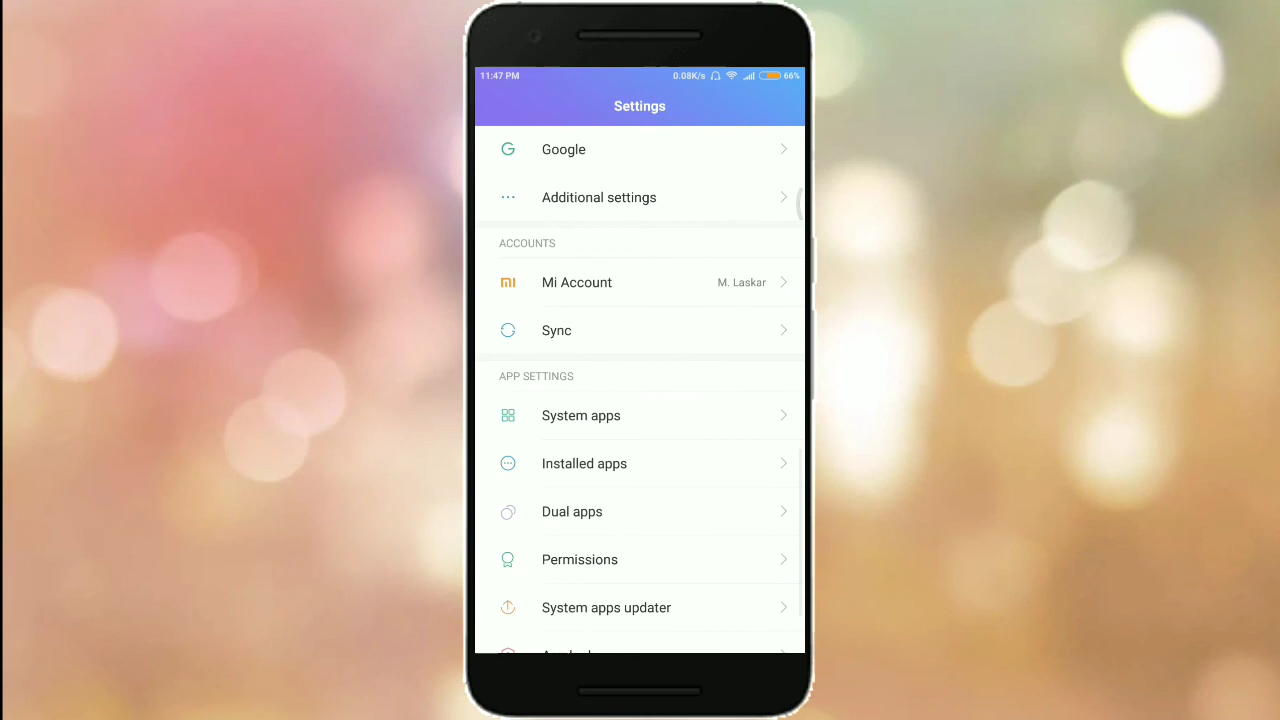 11:47 PM 0.08K/s 66%
Settings
Google
Additional settings
ACCOUNTS
Mi Account M. Laskar
Sync
APP SETTINGS
System apps
Installed apps
Dual apps
Permissions
System apps updater